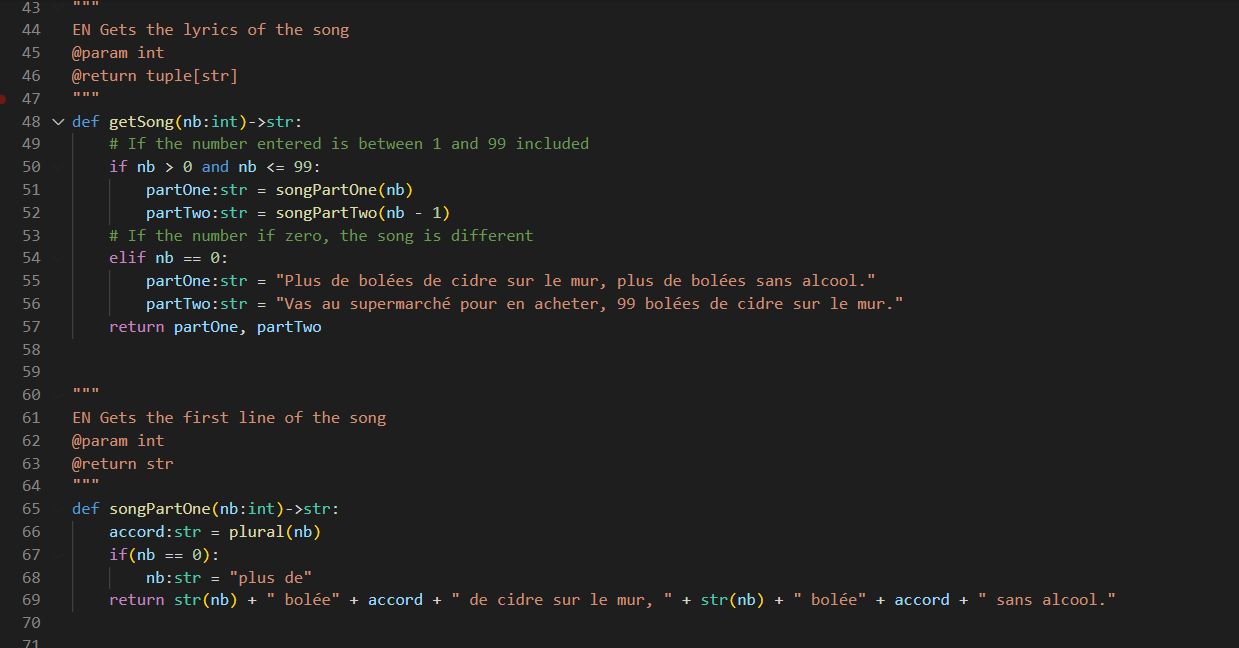 43 """
44 EN Gets the lyrics of the song
45 @param int
46 @return tuple[str]
47 """
48 def getSong(nb:int)->str:
49 # If the number entered is between 1 and 99 included
50 if nb > 0 and nb <= 99:
51 partOne:str = songPartOne(nb)
52 partTwo:str = songPartTwo(nb - 1)
53 # If the number if zero, the song is different
54 elif nb == 0:
55 partOne:str = "Plus de bolées de cidre sur le mur, plus de bolées sans alcool."
56 partTwo:str = "Vas au supermarché pour en acheter, 99 bolées de cidre sur le mur."
57 return partOne, partTwo
58
59
60 """
61 EN Gets the first line of the song
62 @param int
63 @return str
64 """
65 def songPartOne(nb:int)->str:
66 accord:str = plural(nb)
67 if(nb == 0):
68 nb:str = "plus de"
69 return str(nb) + " bolée" + accord + " de cidre sur le mur, " + str(nb) + " bolée" + accord + " sans alcool."
70
71